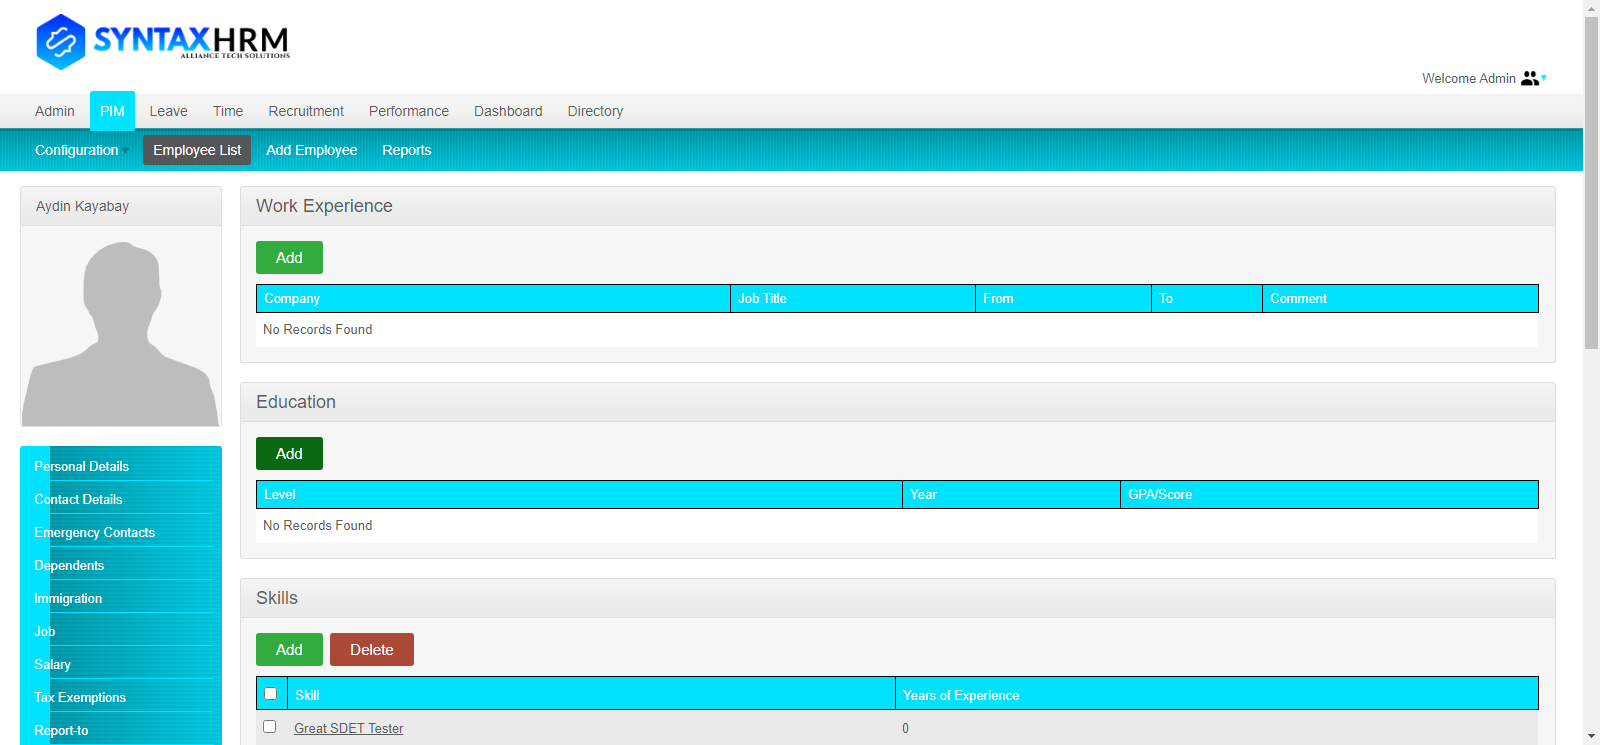 SYNTAXHRM
ALLIANCE TECH SOLUTIONS
Welcome Admin
Admin PIM Leave Time Recruitment Performance Dashboard Directory
Configuration Employee List Add Employee Reports
Aydin Kayabay
Personal Details
Contact Details
Emergency Contacts
Dependents
Immigration
Job
Salary
Tax Exemptions
Report-to
Work Experience
Add
Company Job Title From To Comment
No Records Found
Education
Add
Level Year GPA/Score
No Records Found
Skills
Add Delete
Skill Years of Experience
Great SDET Tester 0